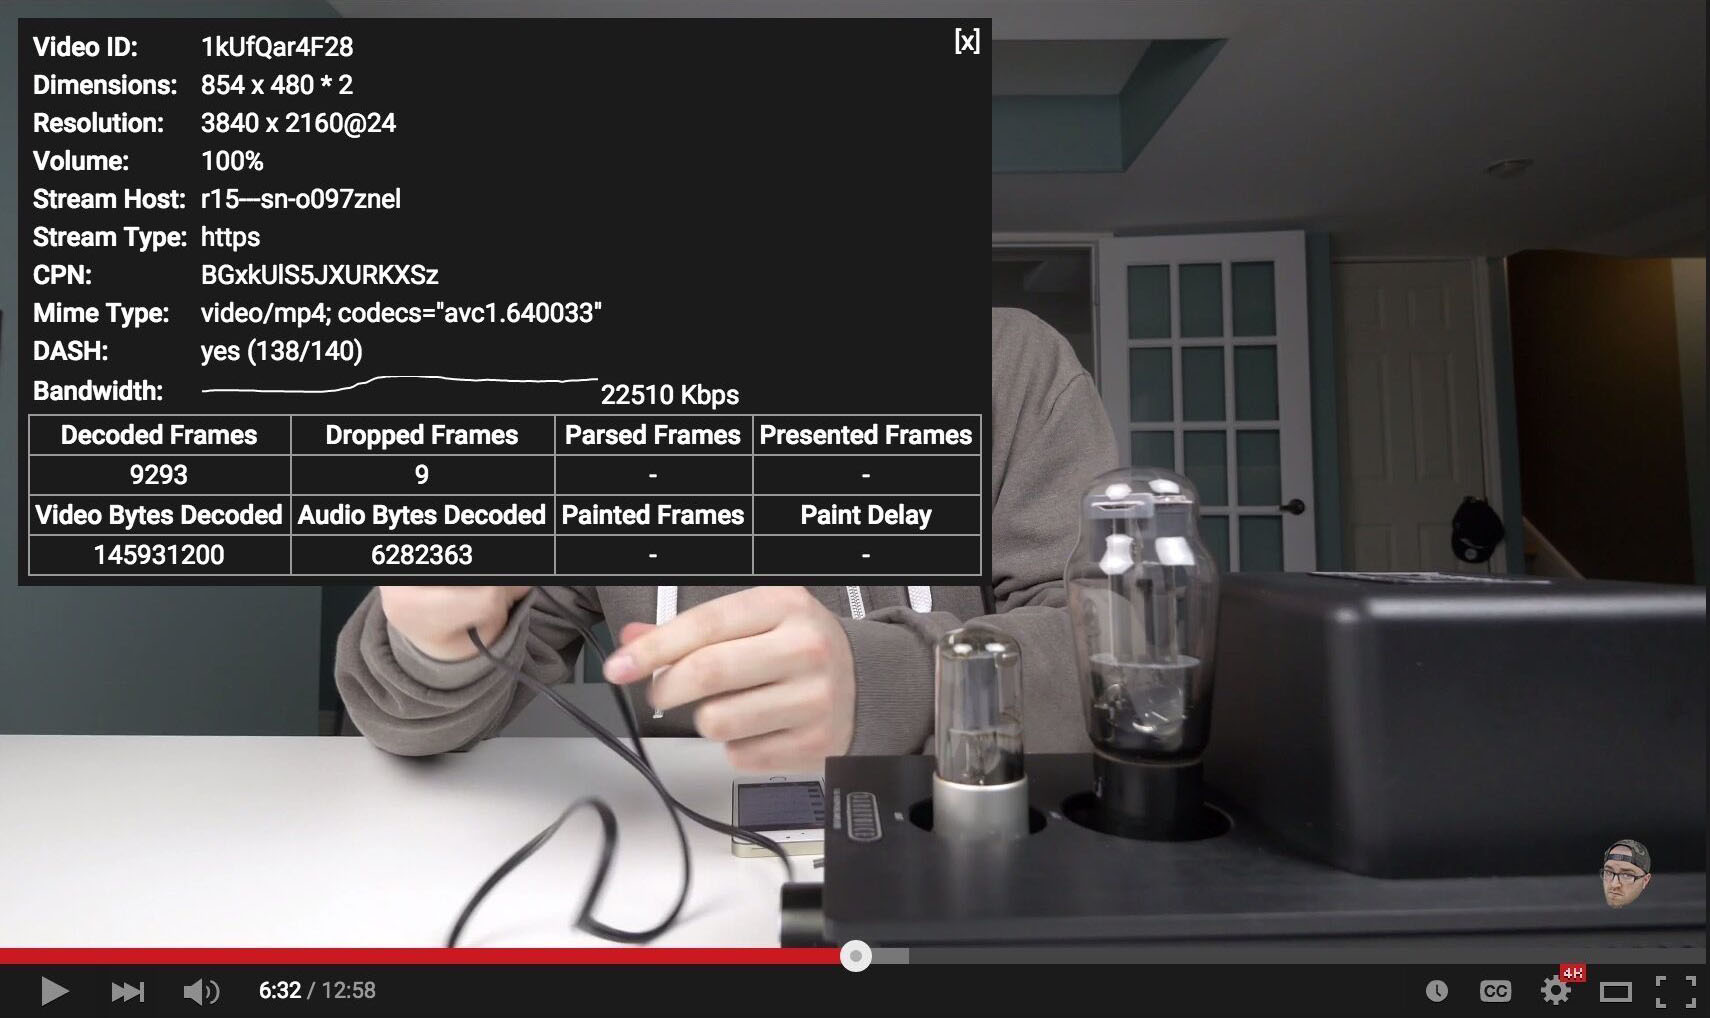 Video ID: 1kUfQar4F28 [x]
Dimensions: 854 x 480 * 2
Resolution: 3840 x 2160@24
Volume: 100%
Stream Host: r15---sn-o097znel
Stream Type: https
CPN: BGxkUlS5JXURKXSz
Mime Type: video/mp4; codecs="avc1.640033"
DASH: yes (138/140)
Bandwidth: 22510 Kbps
Decoded Frames Dropped Frames Parsed Frames Presented Frames
9293 9 - -
Video Bytes Decoded Audio Bytes Decoded Painted Frames Paint Delay
145931200 6282363 - -
6:32 / 12:58 CC 4K